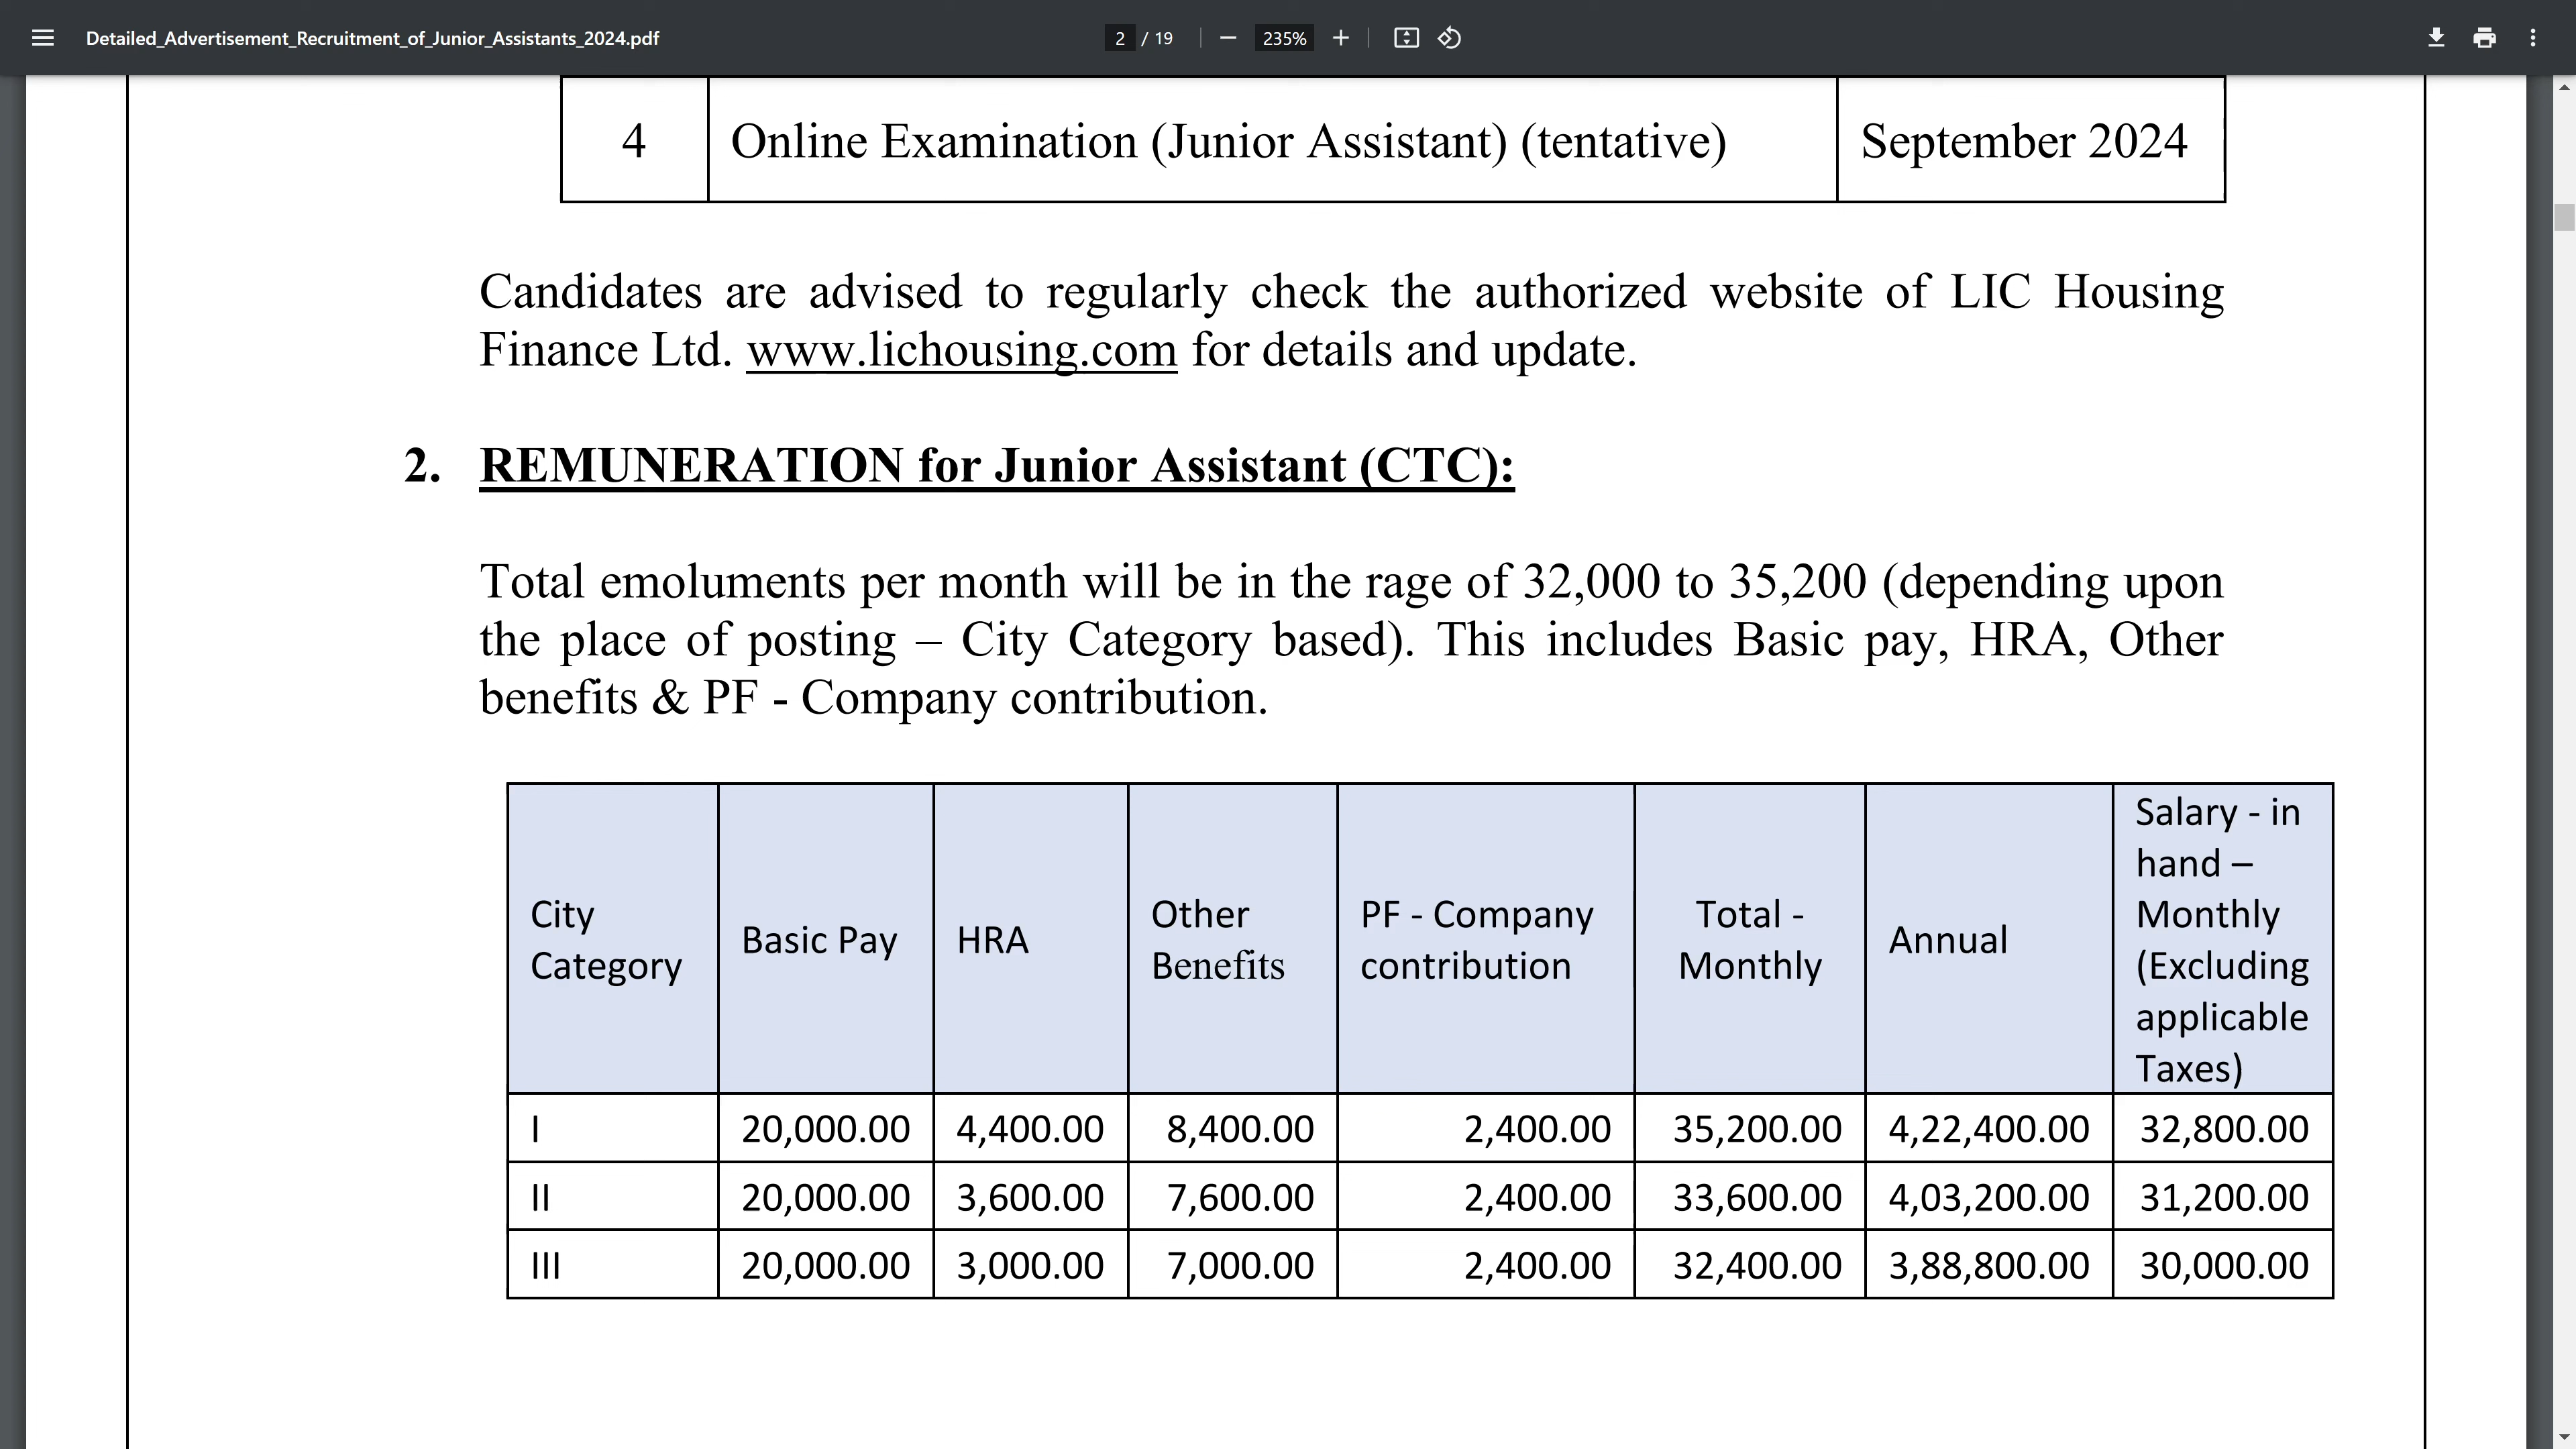 Detailed_Advertisement_Recruitment_of_Junior_Assistants_2024.pdf 2 / 19 235%
4 Online Examination (Junior Assistant) (tentative) September 2024
Candidates are advised to regularly check the authorized website of LIC Housing
Finance Ltd. www.lichousing.com for details and update.
2. REMUNERATION for Junior Assistant (CTC):
Total emoluments per month will be in the rage of 32,000 to 35,200 (depending upon
the place of posting – City Category based). This includes Basic pay, HRA, Other
benefits & PF - Company contribution.
City
Category
Basic Pay
HRA
Other
Benefits
PF - Company
contribution
Total -
Monthly
Annual
Salary - in
hand –
Monthly
(Excluding
applicable
Taxes)
I 20,000.00 4,400.00 8,400.00 2,400.00 35,200.00 4,22,400.00 32,800.00
II 20,000.00 3,600.00 7,600.00 2,400.00 33,600.00 4,03,200.00 31,200.00
III 20,000.00 3,000.00 7,000.00 2,400.00 32,400.00 3,88,800.00 30,000.00